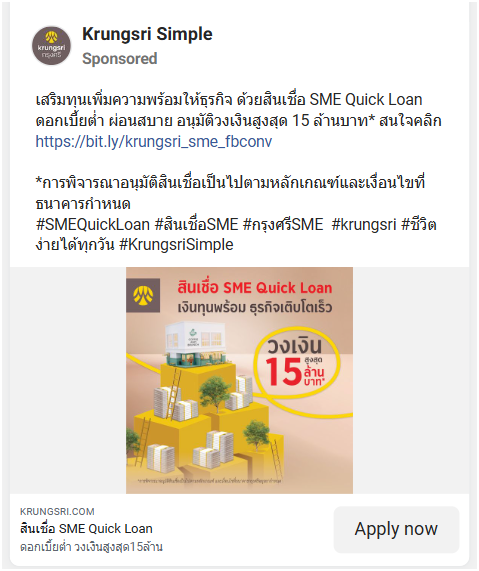 Krungsri Simple
Sponsored
krungsri
กรุงศรี
เสริมทุนเพิ่มความพร้อมให้ธุรกิจ ด้วยสินเชื่อ SME Quick Loan
ดอกเบี้ยต่ำ ผ่อนสบาย อนุมัติวงเงินสูงสุด 15 ล้านบาท* สนใจคลิก
https://bit.ly/krungsri_sme_fbconv
*การพิจารณาอนุมัติสินเชื่อเป็นไปตามหลักเกณฑ์และเงื่อนไขที่
ธนาคารกำหนด
#SMEQuickLoan #สินเชื่อSME #กรุงศรีSME #krungsri #ชีวิต
ง่ายได้ทุกวัน #KrungsriSimple
สินเชื่อ SME Quick Loan
เงินทุนพร้อม ธุรกิจเติบโตเร็ว
วงเงิน
สูงสุด
15 ล้าน
บาท*
KRUNGSRI.COM
สินเชื่อ SME Quick Loan
ดอกเบี้ยต่ำ วงเงินสูงสุด15ล้าน
Apply now